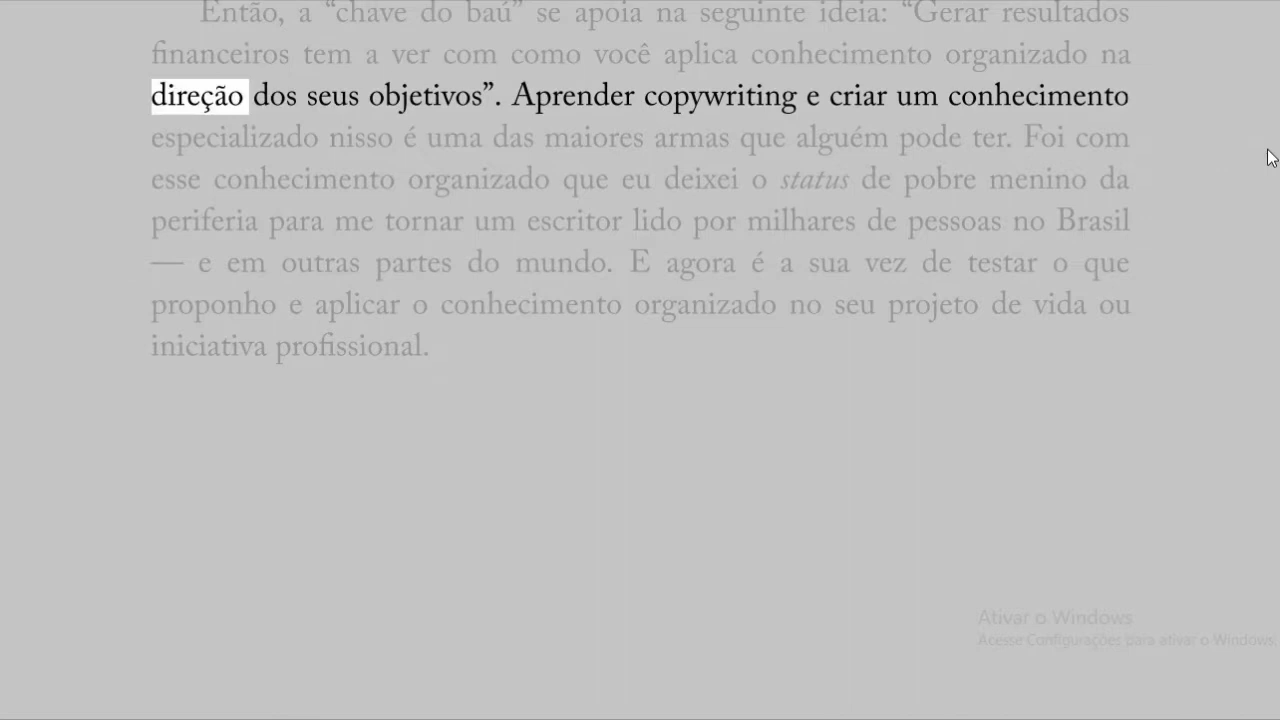 Então, a “chave do baú” se apoia na seguinte ideia: “Gerar resultados
financeiros tem a ver com como você aplica conhecimento organizado na
direção dos seus objetivos”. Aprender copywriting e criar um conhecimento
especializado nisso é uma das maiores armas que alguém pode ter. Foi com
esse conhecimento organizado que eu deixei o status de pobre menino da
periferia para me tornar um escritor lido por milhares de pessoas no Brasil
— e em outras partes do mundo. E agora é a sua vez de testar o que
proponho e aplicar o conhecimento organizado no seu projeto de vida ou
iniciativa profissional.
Ativar o Windows
Acesse Configurações para ativar o Windows.